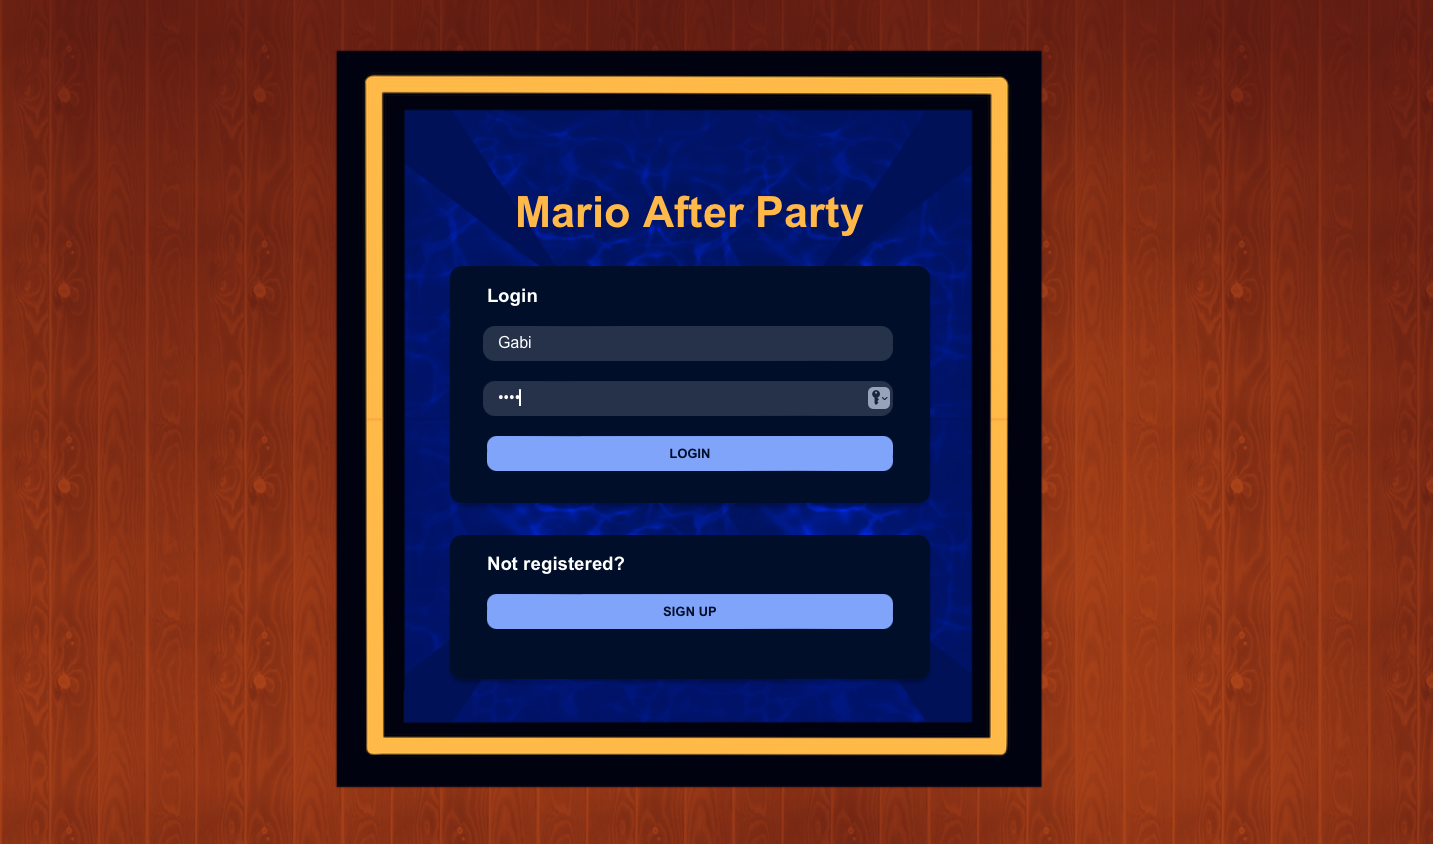 Mario After Party
Login
Gabi
••••
LOGIN
Not registered?
SIGN UP